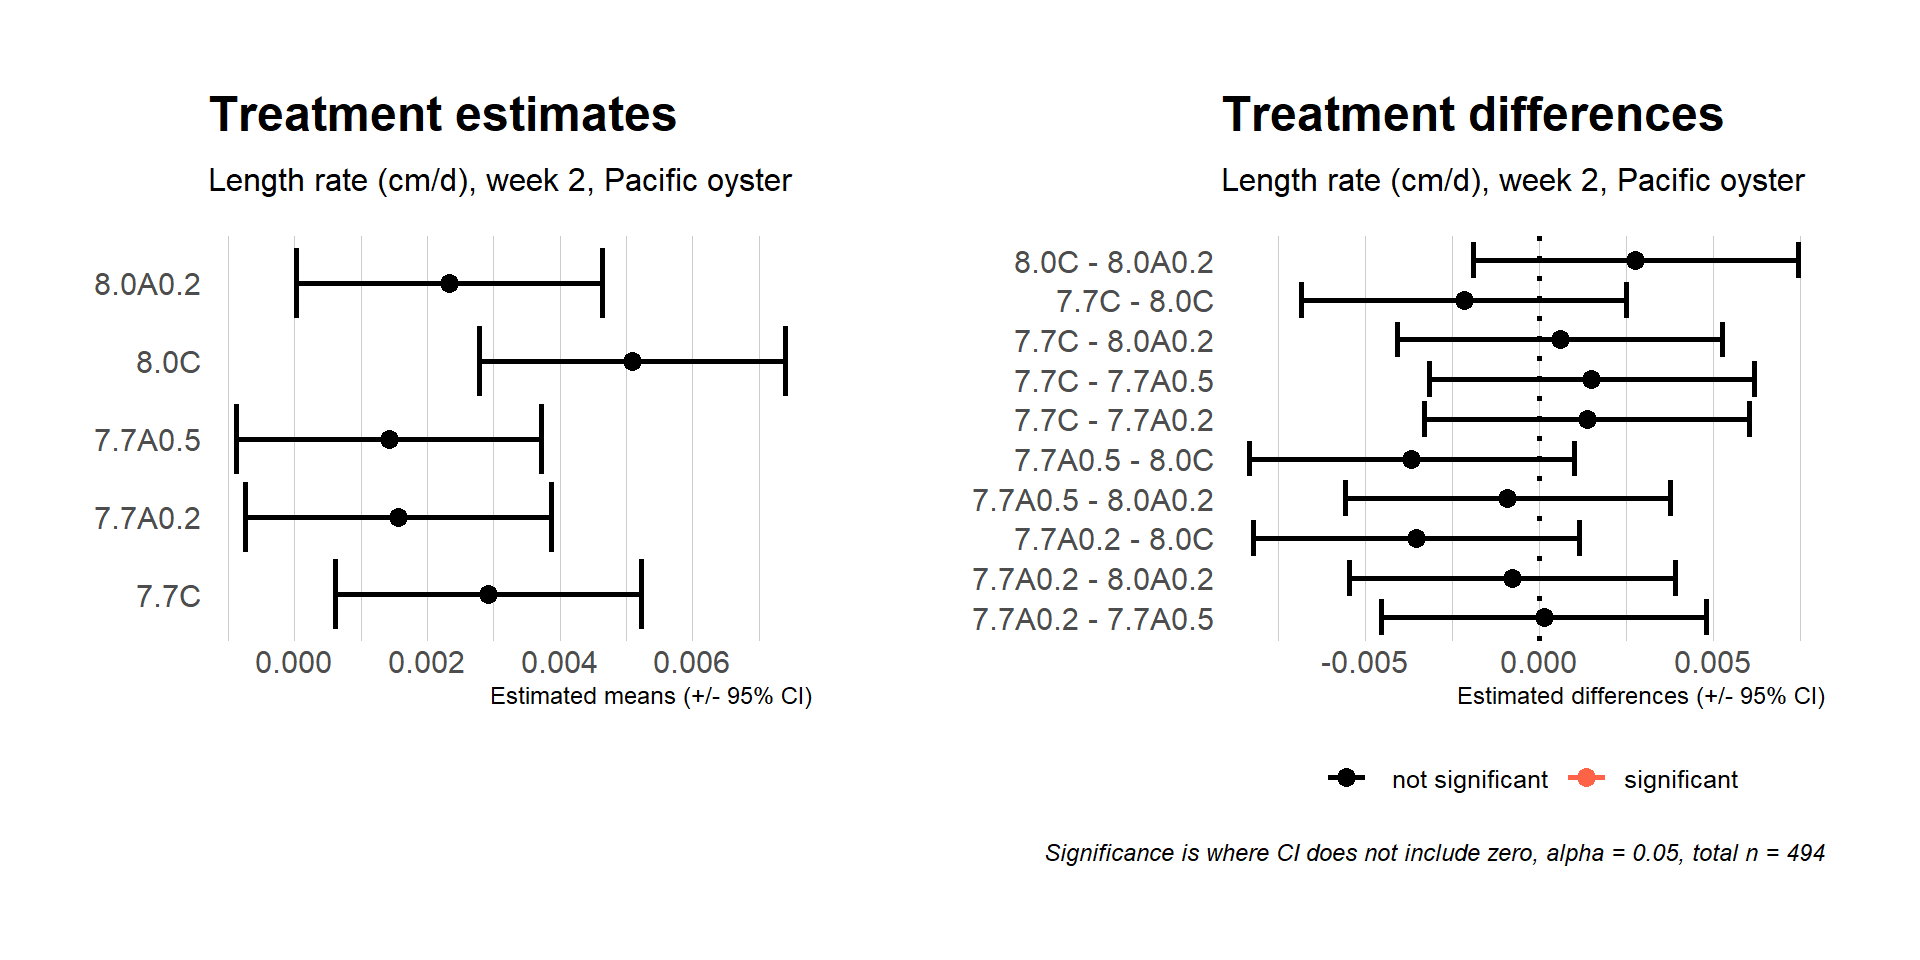 Treatment estimates
Length rate (cm/d), week 2, Pacific oyster
8.0A0.2
8.0C
7.7A0.5
7.7A0.2
7.7C
0.000 0.002 0.004 0.006
Estimated means (+/- 95% CI)
Treatment differences
Length rate (cm/d), week 2, Pacific oyster
8.0C - 8.0A0.2
7.7C - 8.0C
7.7C - 8.0A0.2
7.7C - 7.7A0.5
7.7C - 7.7A0.2
7.7A0.5 - 8.0C
7.7A0.5 - 8.0A0.2
7.7A0.2 - 8.0C
7.7A0.2 - 8.0A0.2
7.7A0.2 - 7.7A0.5
-0.005 0.000 0.005
Estimated differences (+/- 95% CI)
not significant significant
Significance is where CI does not include zero, alpha = 0.05, total n = 494